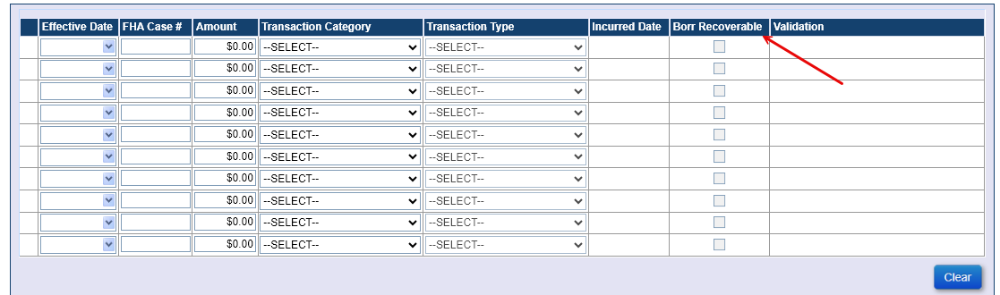 Effective Date FHA Case # Amount Transaction Category Transaction Type Incurred Date Borr Recoverable Validation
$0.00 --SELECT-- --SELECT--
$0.00 --SELECT-- --SELECT--
$0.00 --SELECT-- --SELECT--
$0.00 --SELECT-- --SELECT--
$0.00 --SELECT-- --SELECT--
$0.00 --SELECT-- --SELECT--
$0.00 --SELECT-- --SELECT--
$0.00 --SELECT-- --SELECT--
$0.00 --SELECT-- --SELECT--
$0.00 --SELECT-- --SELECT--
Clear